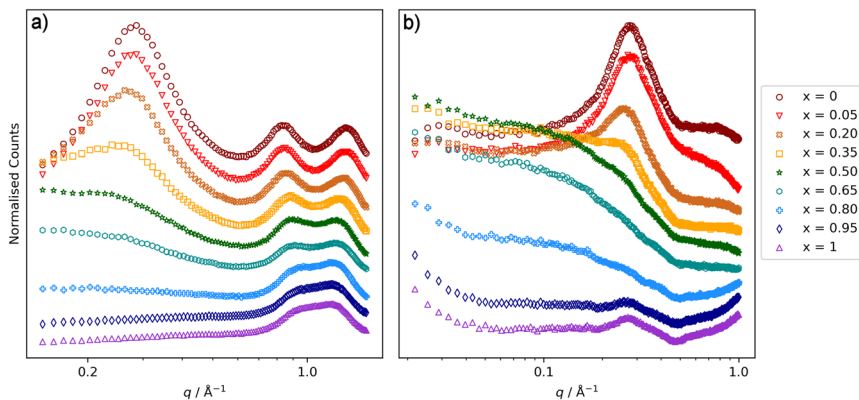 a)
b)
Normalised Counts
0.2
1.0
q / Å⁻¹
0.1
1.0
q / Å⁻¹
x = 0
x = 0.05
x = 0.20
x = 0.35
x = 0.50
x = 0.65
x = 0.80
x = 0.95
x = 1